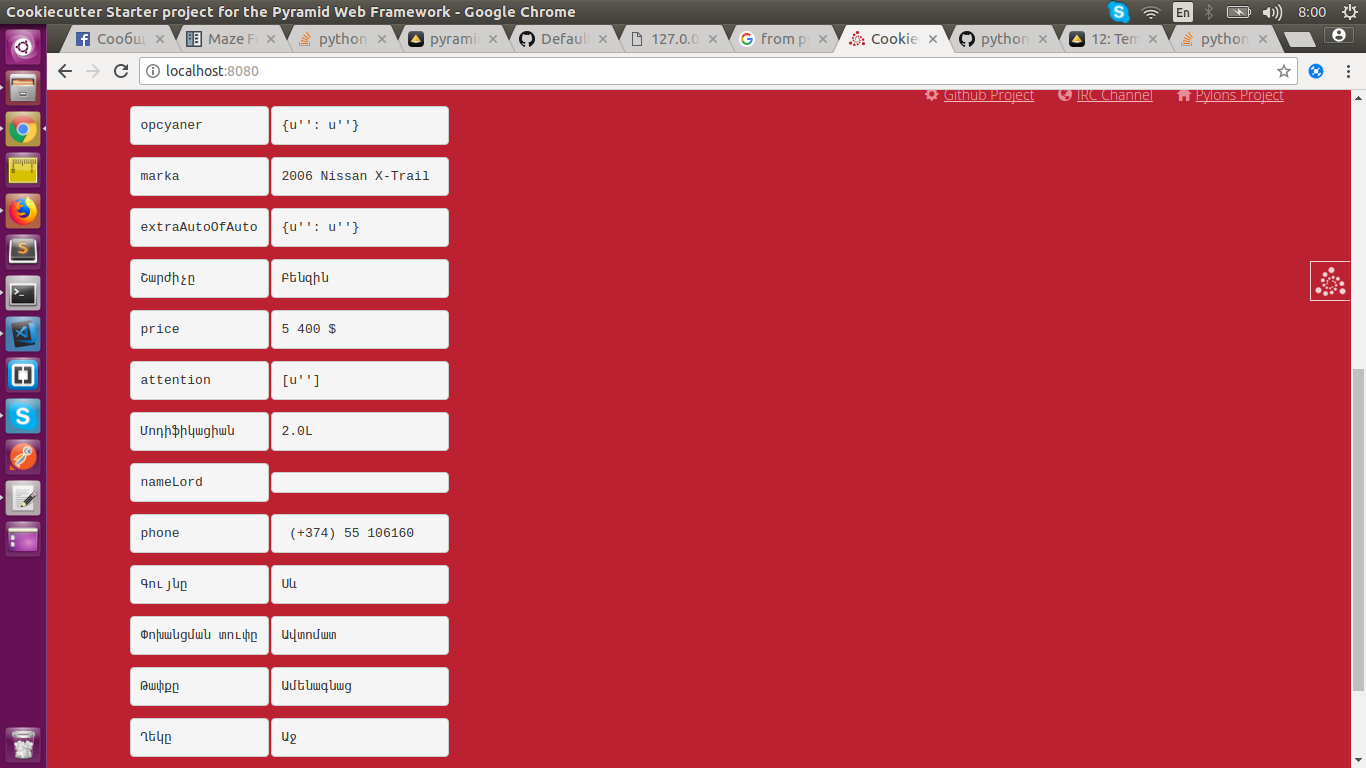 Cookiecutter Starter project for the Pyramid Web Framework - Google Chrome
En 8:00
Сообщ Maze F python pyrami Defaul 127.0.0 from py Cookie python 12: Tem python
localhost:8080
Github Project IRC Channel Pylons Project
opcyaner {u'': u''}
marka 2006 Nissan X-Trail
extraAutoOfAuto {u'': u''}
Շարժիչը Բենզին
price 5 400 $
attention [u'']
Մոդիֆիկացիան 2.0L
nameLord
phone (+374) 55 106160
Գույնը Սև
Փոխանցման տուփը Ավտոմատ
Թափքը Ամենագնաց
Ղեկը Աջ